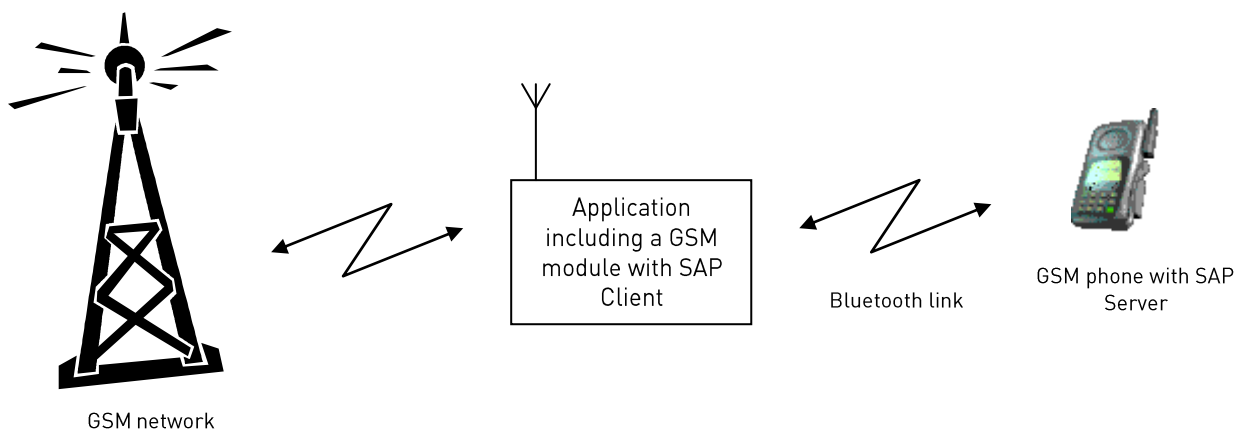 Application
including a GSM
module with SAP
Client
Bluetooth link
GSM phone with SAP
Server
GSM network